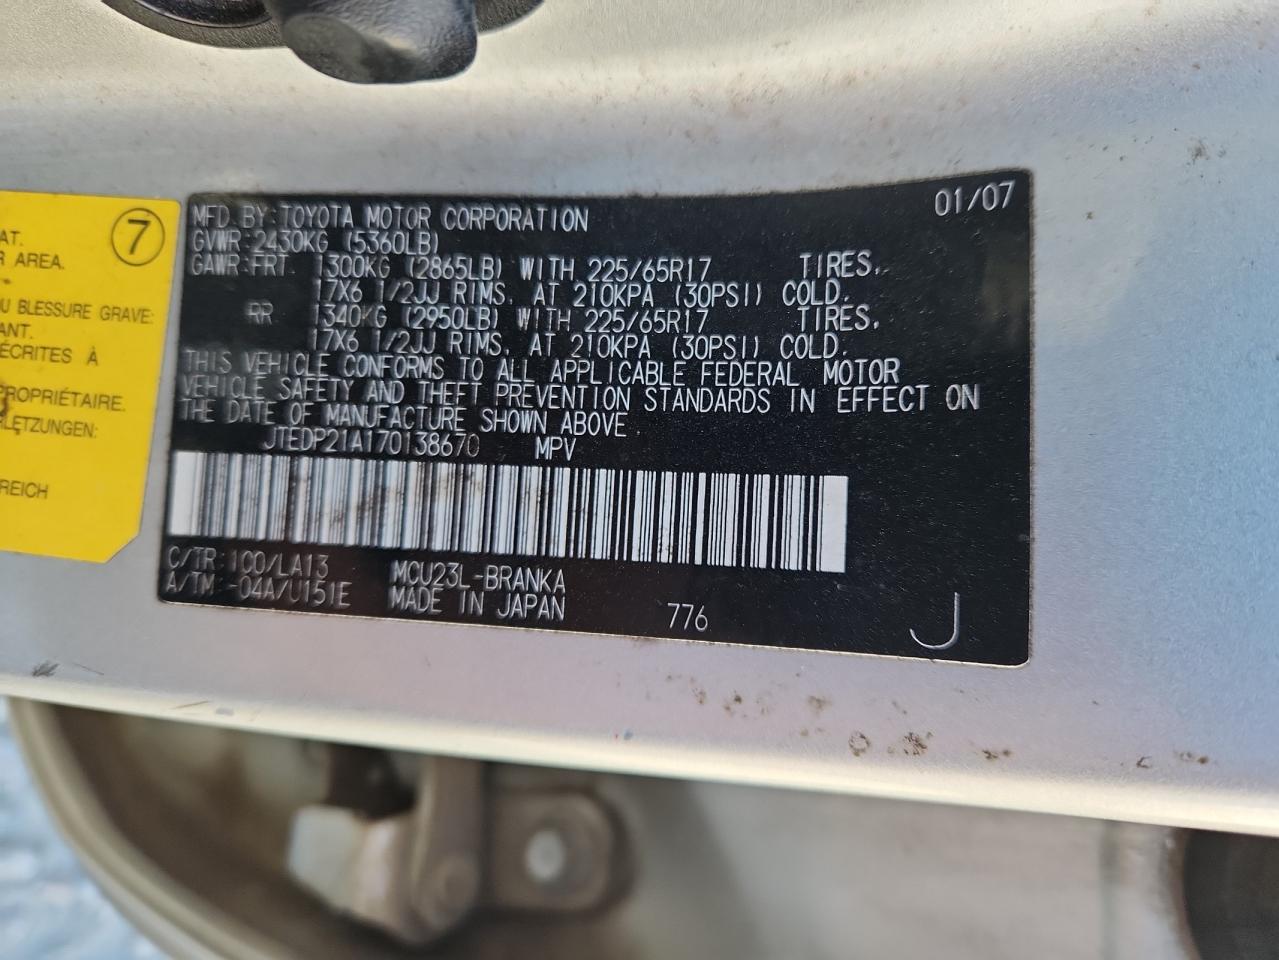 7
AT.
AREA.
BLESSURE GRAVE:
ANT.
ÉCRITES À
PROPRIÉTAIRE.
LETZUNGEN:
REICH
MFD.BY:TOYOTA MOTOR CORPORATION 01/07
GVWR:2430KG (5360LB)
GAWR:FRT. 1300KG (2865LB) WITH 225/65R17 TIRES,
17X6 1/2JJ RIMS, AT 210KPA (30PSI) COLD.
RR 1340KG (2950LB) WITH 225/65R17 TIRES,
17X6 1/2JJ RIMS, AT 210KPA (30PSI) COLD.
THIS VEHICLE CONFORMS TO ALL APPLICABLE FEDERAL MOTOR
VEHICLE SAFETY AND THEFT PREVENTION STANDARDS IN EFFECT ON
THE DATE OF MANUFACTURE SHOWN ABOVE.
JTEDP21A170138670 MPV
C/TR:1C0/LA13 MCU23L-BRANKA
A/TM:-04A/U151E MADE IN JAPAN 776 J